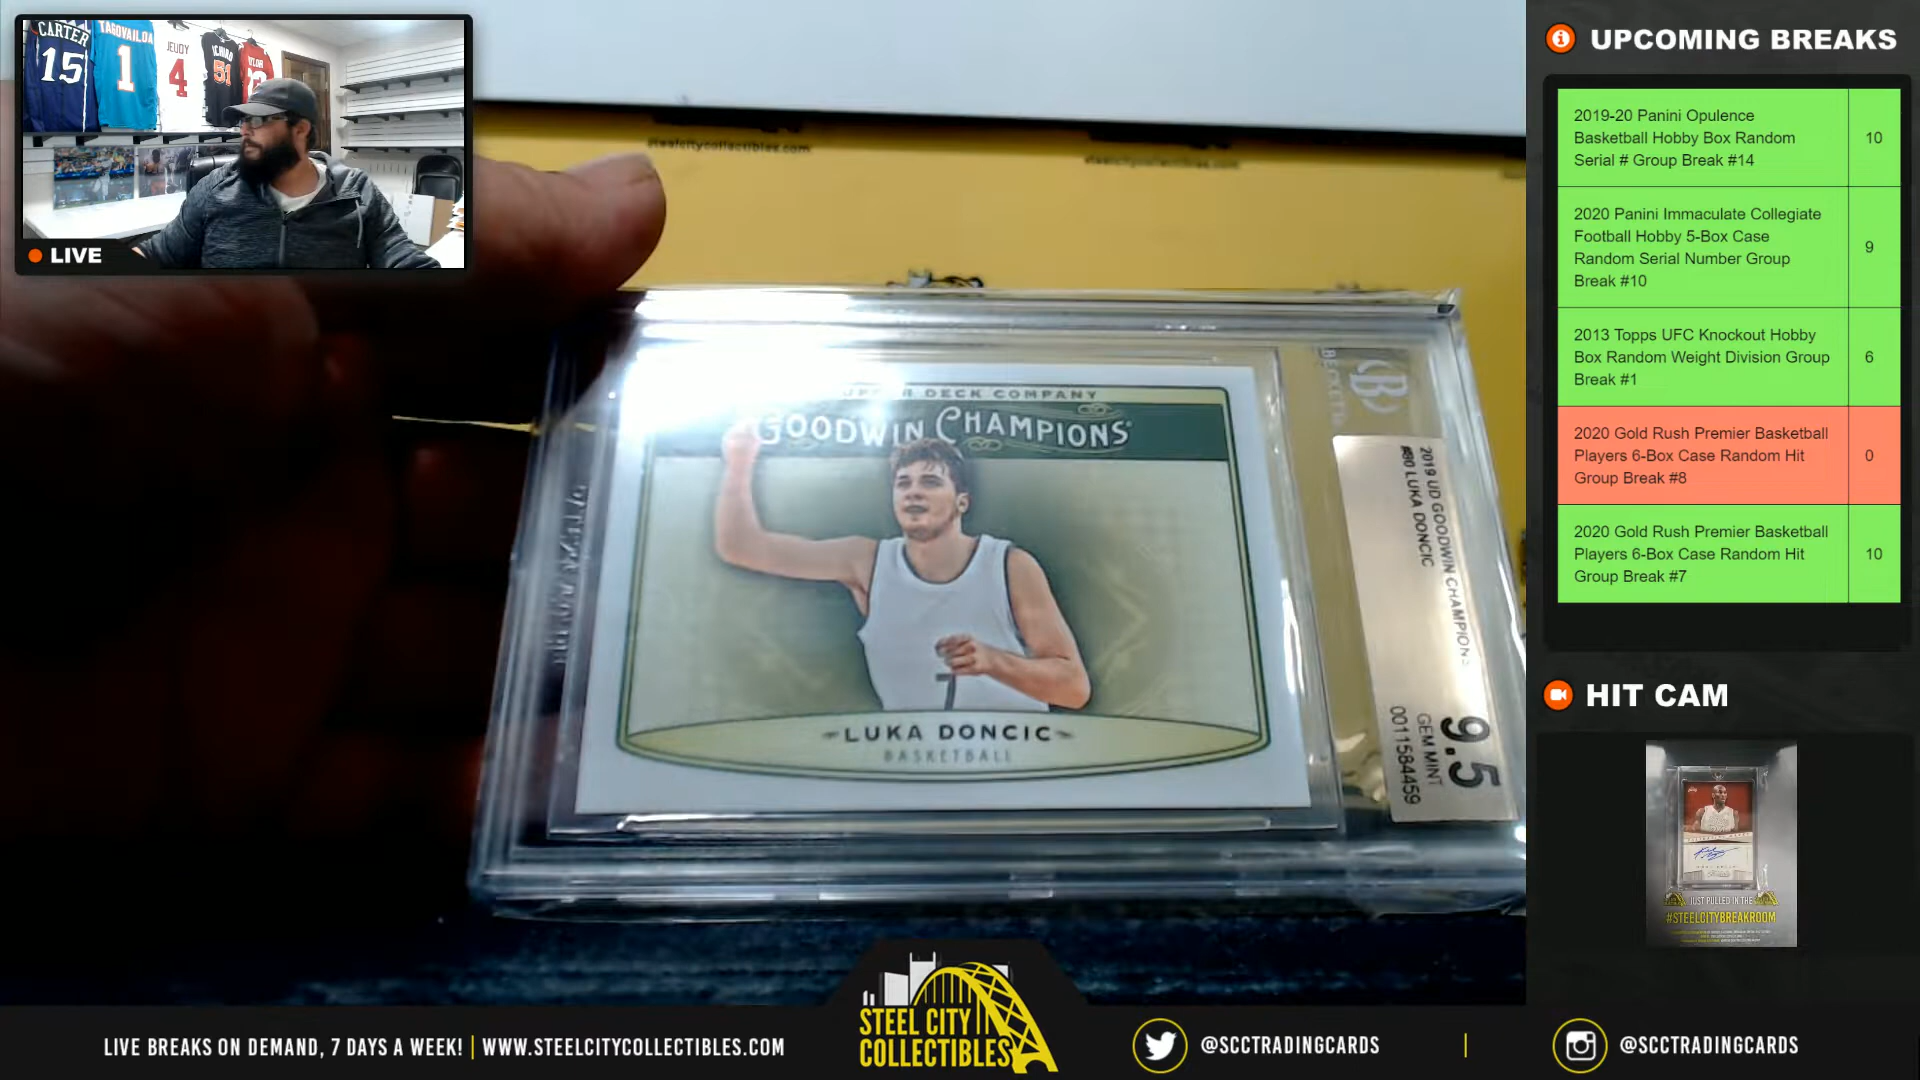 CARTER
15
TAGOVAILOA
1
JEUDY
4
ICHIRO
51
LIVE
steelcitycollectibles.com
steelcitycollectibles.com
DECK COMPANY
GOODWIN CHAMPIONS
LUKA DONCIC
BASKETBALL
2019 UD GOODWIN CHAMPIONS
#80 LUKA DONCIC
9.5
GEM MINT
0011584459
UPCOMING BREAKS
2019-20 Panini Opulence
Basketball Hobby Box Random
Serial # Group Break #14
10
2020 Panini Immaculate Collegiate
Football Hobby 5-Box Case
Random Serial Number Group
Break #10
9
2013 Topps UFC Knockout Hobby
Box Random Weight Division Group
Break #1
6
2020 Gold Rush Premier Basketball
Players 6-Box Case Random Hit
Group Break #8
0
2020 Gold Rush Premier Basketball
Players 6-Box Case Random Hit
Group Break #7
10
HIT CAM
JUST PULLED IN THE
#STEELCITYBREAKROOM
LIVE BREAKS ON DEMAND, 7 DAYS A WEEK! | WWW.STEELCITYCOLLECTIBLES.COM
STEEL CITY
COLLECTIBLES
@SCCTRADINGCARDS
@SCCTRADINGCARDS